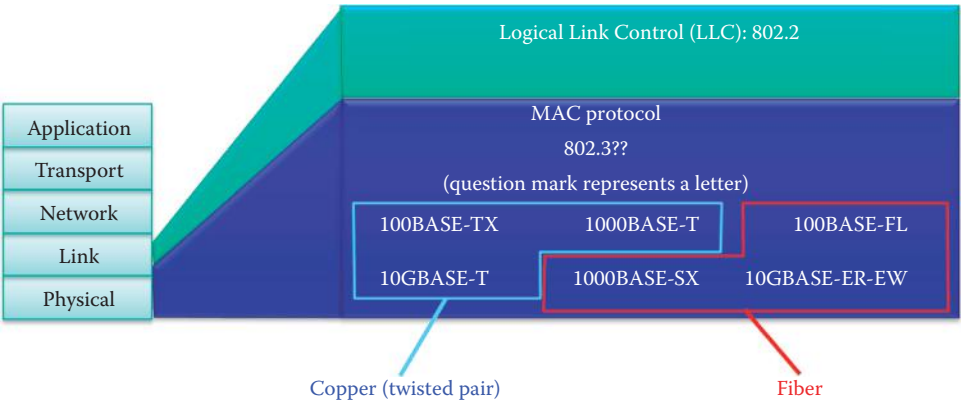 Logical Link Control (LLC): 802.2
MAC protocol
802.3??
(question mark represents a letter)
Application
Transport
Network
Link
Physical
100BASE-TX
1000BASE-T
100BASE-FL
10GBASE-T
1000BASE-SX
10GBASE-ER-EW
Copper (twisted pair)
Fiber